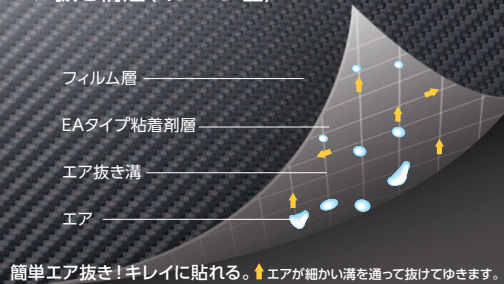 フィルム層
EAタイプ粘着剤層
エア抜き溝
エア
簡単エア抜き！キレイに貼れる。
エアが細かい溝を通って抜けてゆきます。